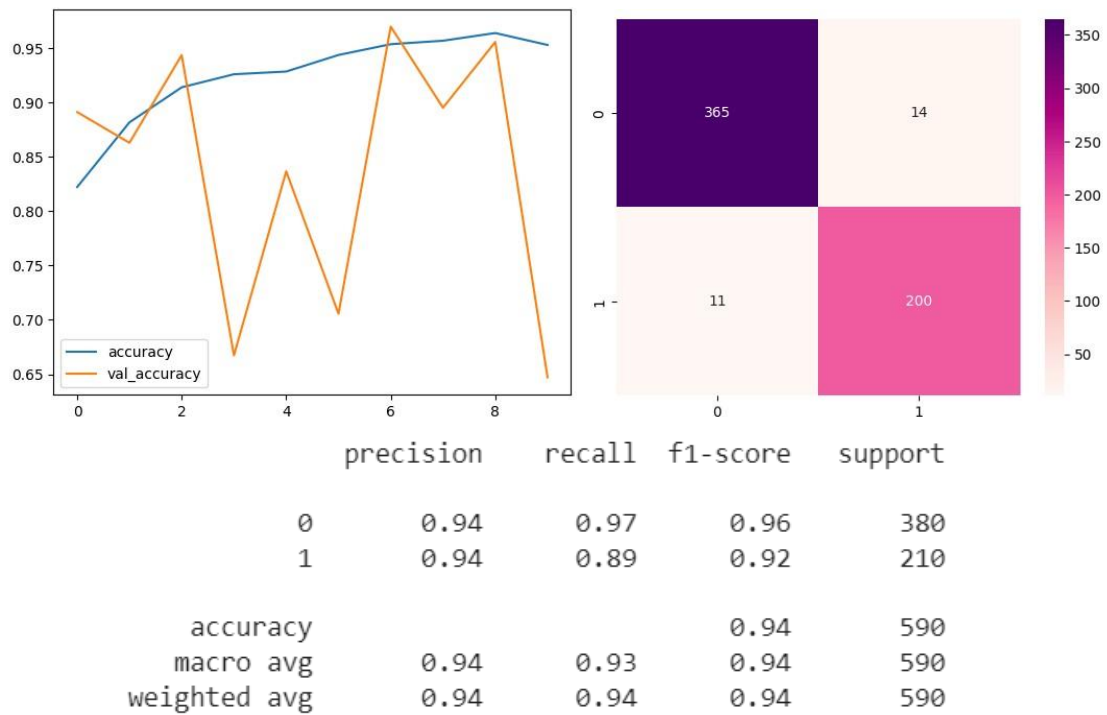 0.95
0.90
0.85
0.80
0.75
0.70
0.65
accuracy
val_accuracy
0 2 4 6 8
0
1
365 14
11 200
0 1
350
300
250
200
150
100
50
precision recall f1-score support
0 0.94 0.97 0.96 380
1 0.94 0.89 0.92 210
accuracy 0.94 590
macro avg 0.94 0.93 0.94 590
weighted avg 0.94 0.94 0.94 590